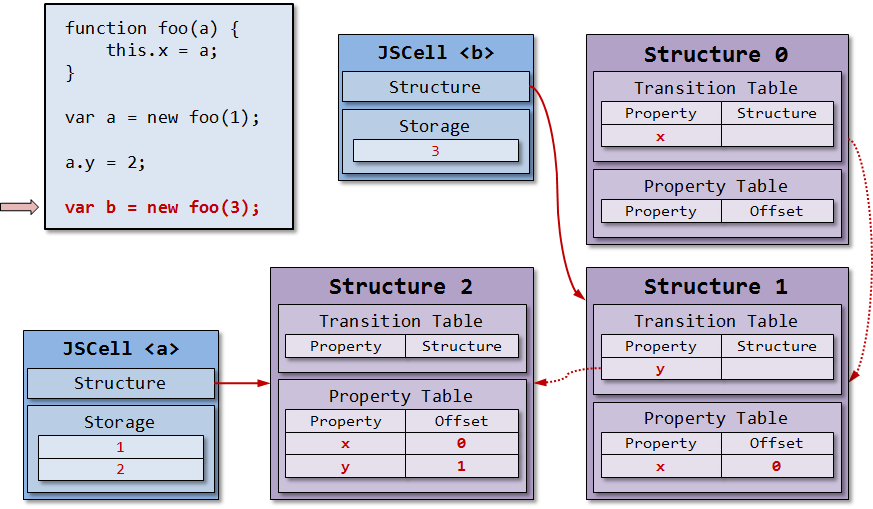 function foo(a) {
    this.x = a;
}
var a = new foo(1);
a.y = 2;
var b = new foo(3);
JSCell <b>
Structure
Storage
3
Structure 0
Transition Table
Property Structure
x
Property Table
Property Offset
Structure 2
Transition Table
Property Structure
Property Table
Property Offset
x 0
y 1
Structure 1
Transition Table
Property Structure
y
Property Table
Property Offset
x 0
JSCell <a>
Structure
Storage
1
2